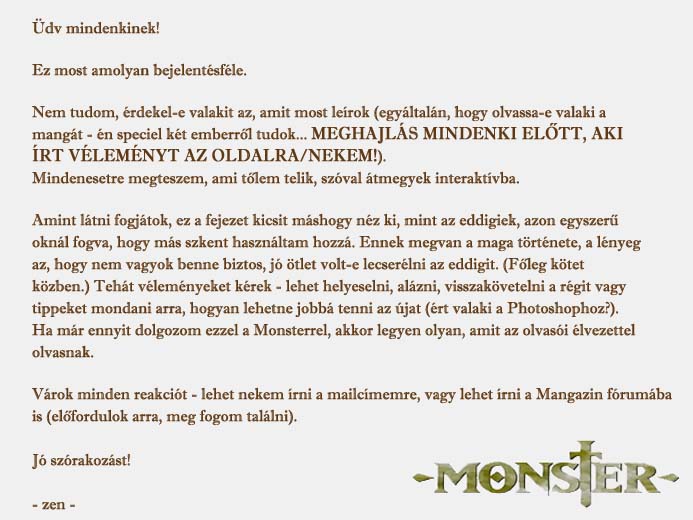 Üdv mindenkinek!
Ez most amolyan bejelentésféle.
Nem tudom, érdekel-e valakit az, amit most leírok (egyáltalán, hogy olvassa-e valaki a
mangát - én speciel két emberről tudok... MEGHAJLÁS MINDENKI ELŐTT, AKI
ÍRT VÉLEMÉNYT AZ OLDALRA/NEKEM!).
Mindenesetre megteszem, ami tőlem telik, szóval átmegyek interaktívba.
Amint látni fogjátok, ez a fejezet kicsit máshogy néz ki, mint az eddigiek, azon egyszerű
oknál fogva, hogy más szkent használtam hozzá. Ennek megvan a maga története, a lényeg
az, hogy nem vagyok benne biztos, jó ötlet volt-e lecserélni az eddigit. (Főleg kötet
közben.) Tehát véleményeket kérek - lehet helyeselni, alázni, visszakövetelni a régit vagy
tippeket mondani arra, hogyan lehetne jobbá tenni az újat (ért valaki a Photoshophoz?).
Ha már ennyit dolgozom ezzel a Monsterrel, akkor legyen olyan, amit az olvasói élvezettel
olvasnak.
Várok minden reakciót - lehet nekem írni a mailcímemre, vagy lehet írni a Mangazin fórumába
is (előfordulok arra, meg fogom találni).
Jó szórakozást!
-MONSTER-
- zen -